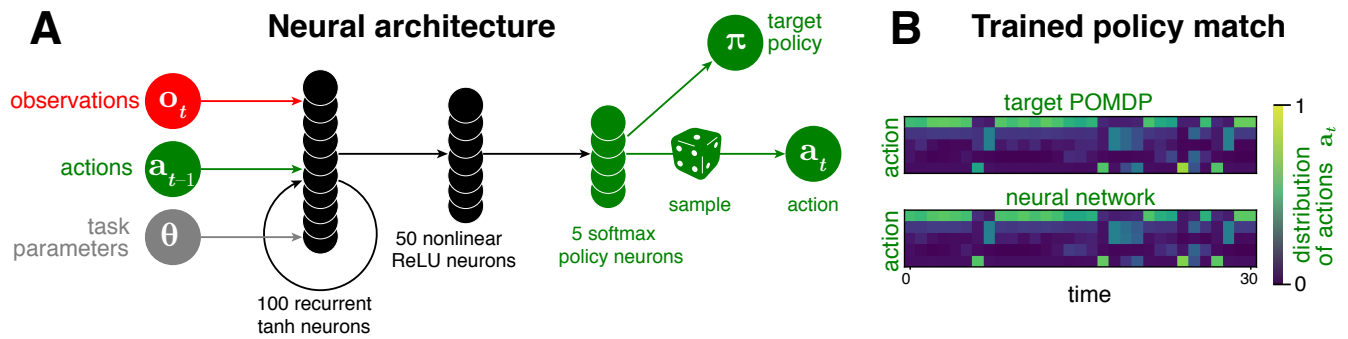 A
Neural architecture
observations
o_t
actions
a_{t–1}
task
parameters
θ
100 recurrent
tanh neurons
50 nonlinear
ReLU neurons
5 softmax
policy neurons
π
target
policy
sample
a_t
action
B
Trained policy match
target POMDP
action
neural network
action
0
30
time
1
0
distribution
of actions a_t